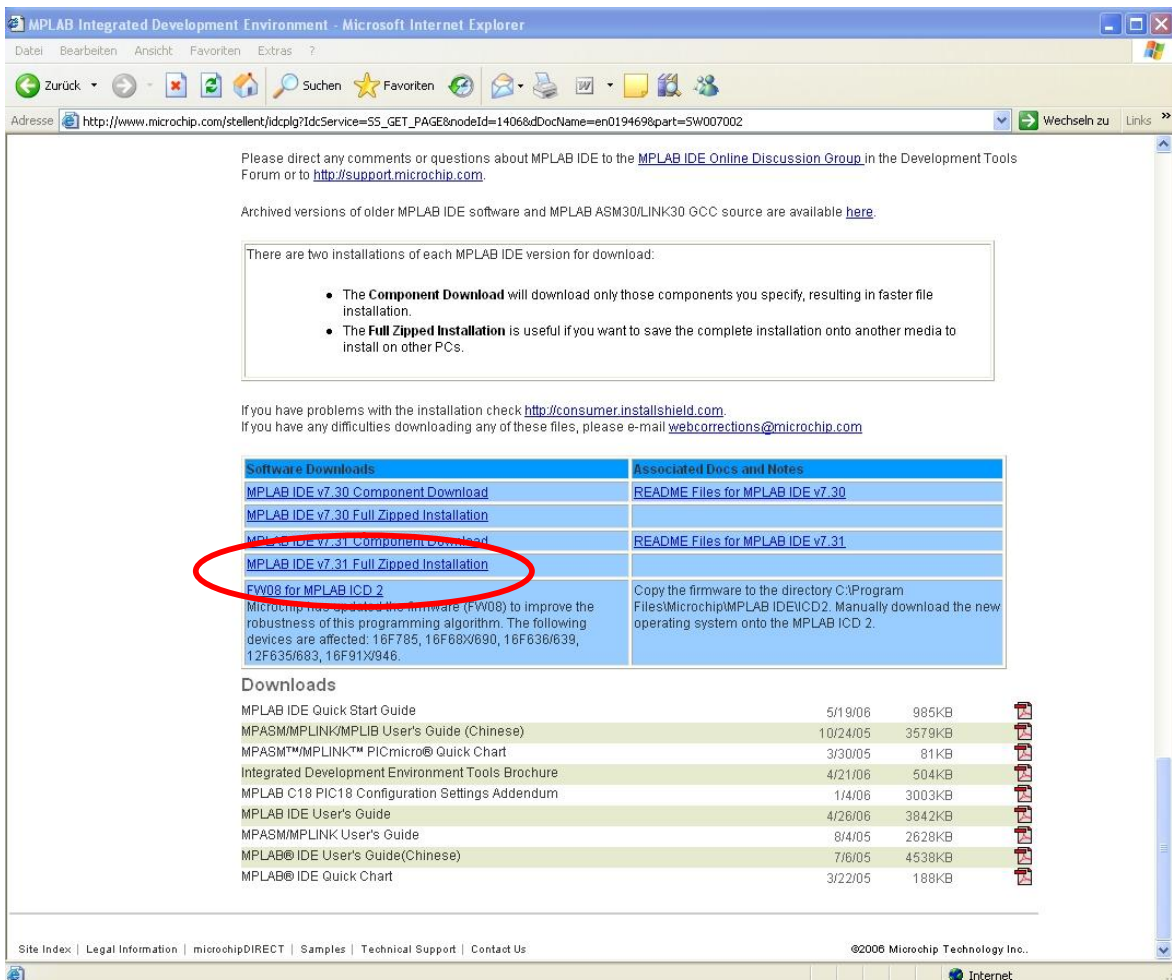 MPLAB Integrated Development Environment - Microsoft Internet Explorer
Datei Bearbeiten Ansicht Favoriten Extras ?
Zurück Suchen Favoriten
Adresse http://www.microchip.com/stellent/idcplg?IdcService=SS_GET_PAGE&nodeId=1406&dDocName=en019469&part=SW007002 Wechseln zu Links »
Please direct any comments or questions about MPLAB IDE to the MPLAB IDE Online Discussion Group in the Development Tools
Forum or to http://support.microchip.com.
Archived versions of older MPLAB IDE software and MPLAB ASM30/LINK30 GCC source are available here.
There are two installations of each MPLAB IDE version for download:
• The Component Download will download only those components you specify, resulting in faster file
installation.
• The Full Zipped Installation is useful if you want to save the complete installation onto another media to
install on other PCs.
If you have problems with the installation check http://consumer.installshield.com.
If you have any difficulties downloading any of these files, please e-mail webcorrections@microchip.com
Software Downloads Associated Docs and Notes
MPLAB IDE v7.30 Component Download README Files for MPLAB IDE v7.30
MPLAB IDE v7.30 Full Zipped Installation
MPLAB IDE v7.31 Component Download README Files for MPLAB IDE v7.31
MPLAB IDE v7.31 Full Zipped Installation
FW08 for MPLAB ICD 2
Microchip has updated the firmware (FW08) to improve the
robustness of this programming algorithm. The following
devices are affected: 16F785, 16F68X/690, 16F636/639,
12F635/683, 16F91X/946.
Copy the firmware to the directory C:\Program
Files\Microchip\MPLAB IDE\ICD2. Manually download the new
operating system onto the MPLAB ICD 2.
Downloads
MPLAB IDE Quick Start Guide 5/19/06 985KB
MPASM/MPLINK/MPLIB User's Guide (Chinese) 10/24/05 3579KB
MPASM™/MPLINK™ PICmicro® Quick Chart 3/30/05 81KB
Integrated Development Environment Tools Brochure 4/21/06 504KB
MPLAB C18 PIC18 Configuration Settings Addendum 1/4/06 3003KB
MPLAB IDE User's Guide 4/26/06 3842KB
MPASM/MPLINK User's Guide 8/4/05 2628KB
MPLAB® IDE User's Guide(Chinese) 7/6/05 4538KB
MPLAB® IDE Quick Chart 3/22/05 188KB
Site Index | Legal Information | microchipDIRECT | Samples | Technical Support | Contact Us ©2006 Microchip Technology Inc..
Internet